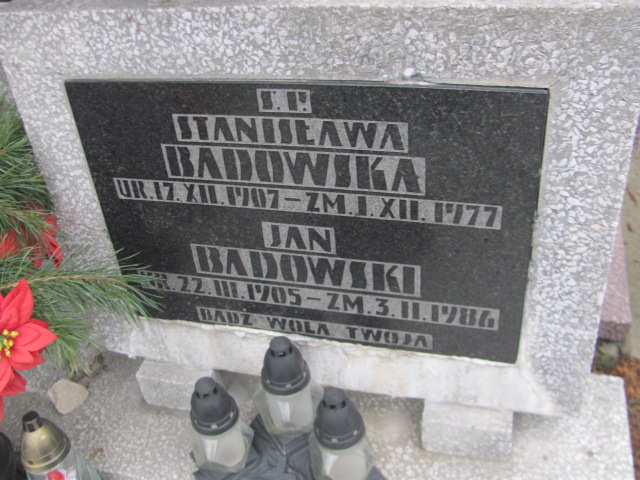 Ś. P.
STANISŁAWA
BADOWSKA
UR. 17. XII. 1907 – ZM. 1. XII. 1977
JAN
BADOWSKI
UR. 22. III. 1905 – ZM. 3. II. 1986
BĄDŹ WOLA TWOJA